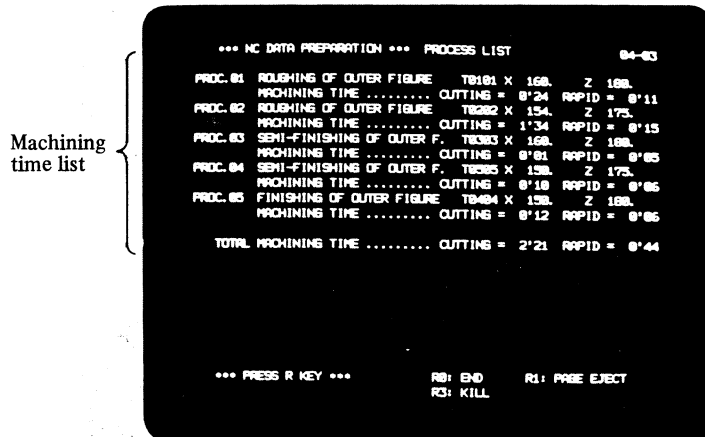 *** NC DATA PREPARATION *** PROCESS LIST 04-03
PROC.01 ROUGHING OF OUTER FIGURE T0101 X 160. Z 180.
MACHINING TIME ......... CUTTING = 0'24 RAPID = 0'11
PROC.02 ROUGHING OF OUTER FIGURE T0202 X 154. Z 175.
MACHINING TIME ......... CUTTING = 1'34 RAPID = 0'15
PROC.03 SEMI-FINISHING OF OUTER F. T0303 X 160. Z 180.
MACHINING TIME ......... CUTTING = 0'01 RAPID = 0'05
PROC.04 SEMI-FINISHING OF OUTER F. T0505 X 150. Z 175.
MACHINING TIME ......... CUTTING = 0'10 RAPID = 0'06
PROC.05 FINISHING OF OUTER FIGURE T0404 X 150. Z 180.
MACHINING TIME ......... CUTTING = 0'12 RAPID = 0'06
TOTAL MACHINING TIME ......... CUTTING = 2'21 RAPID = 0'44
Machining
time list
*** PRESS R KEY *** R0: END R1: PAGE EJECT
R3: KILL